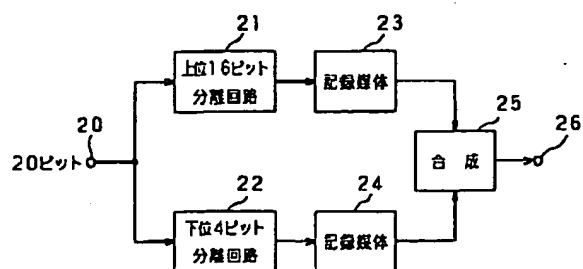 21
上位16ビット
分離回路
23
記録媒体
25
合成
26
20
20ビット
22
下位4ビット
分離回路
24
記録媒体